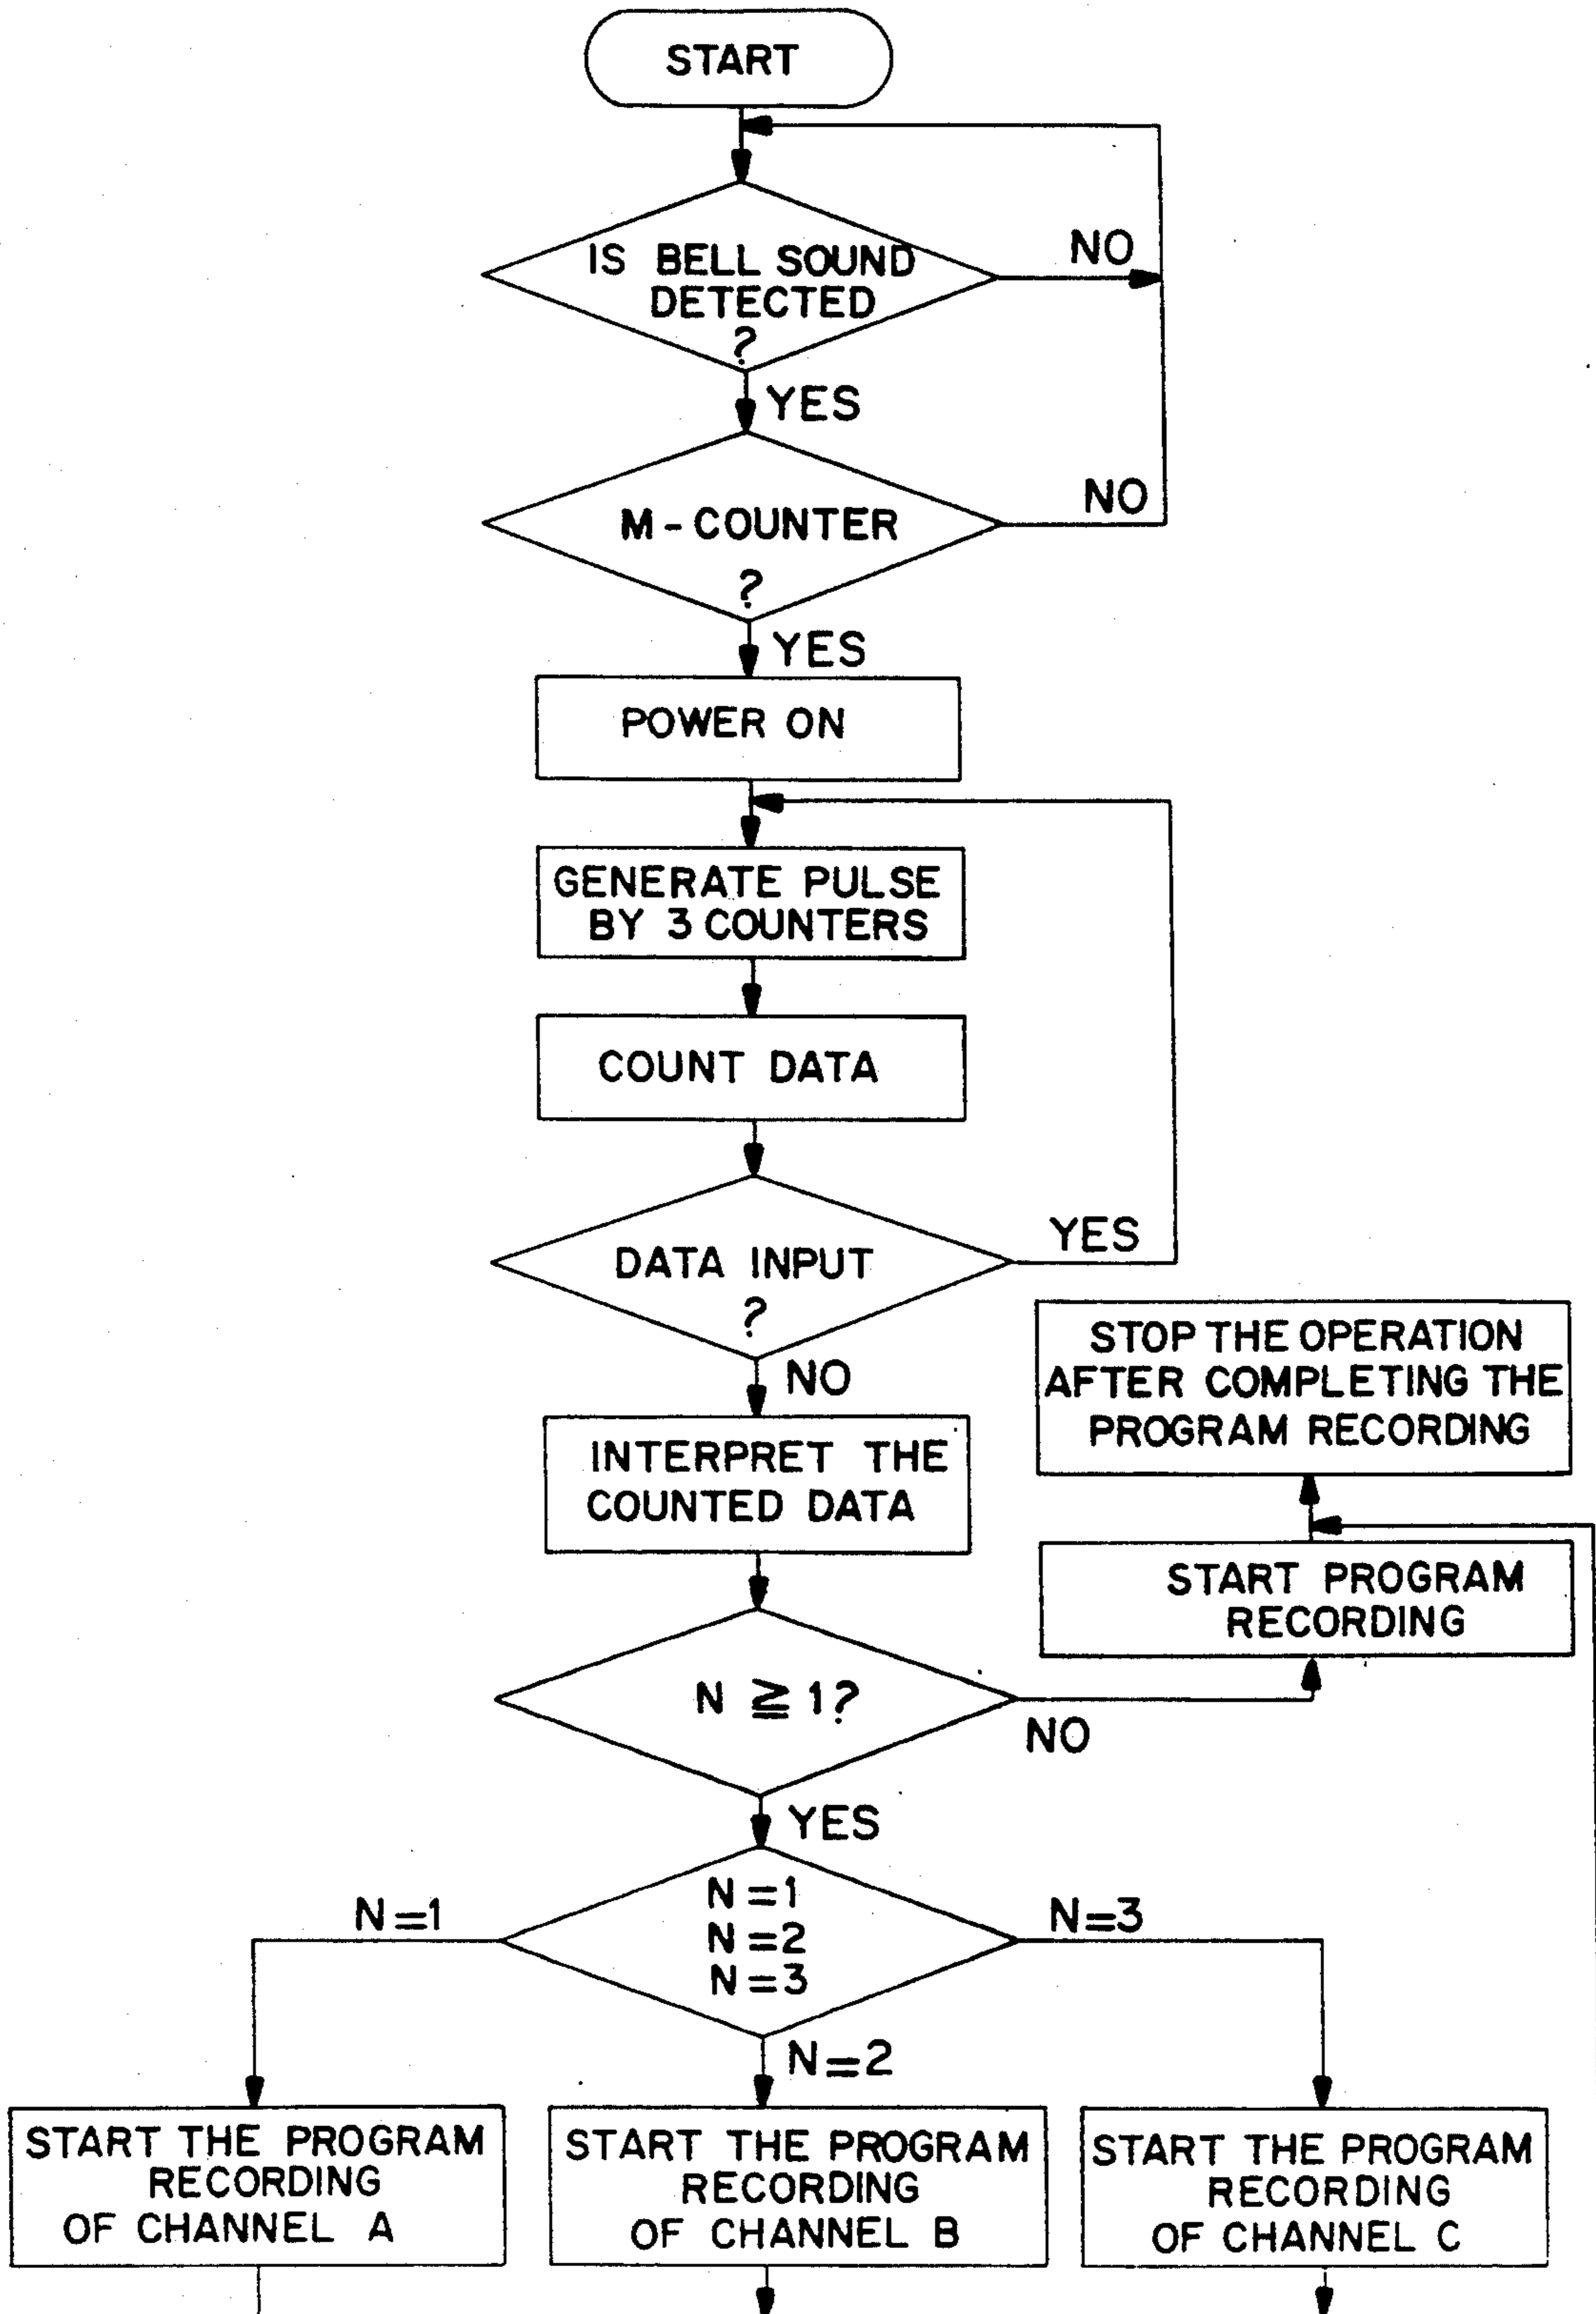 START
IS BELL SOUND
DETECTED
?
NO
YES
M-COUNTER
?
NO
YES
POWER ON
GENERATE PULSE
BY 3 COUNTERS
COUNT DATA
DATA INPUT
?
YES
NO
STOP THE OPERATION
AFTER COMPLETING THE
PROGRAM RECORDING
INTERPRET THE
COUNTED DATA
START PROGRAM
RECORDING
N ≧ 1?
NO
YES
N=1
N=1
N=2
N=3
N=3
N=2
START THE PROGRAM
RECORDING
OF CHANNEL A
START THE PROGRAM
RECORDING
OF CHANNEL B
START THE PROGRAM
RECORDING
OF CHANNEL C